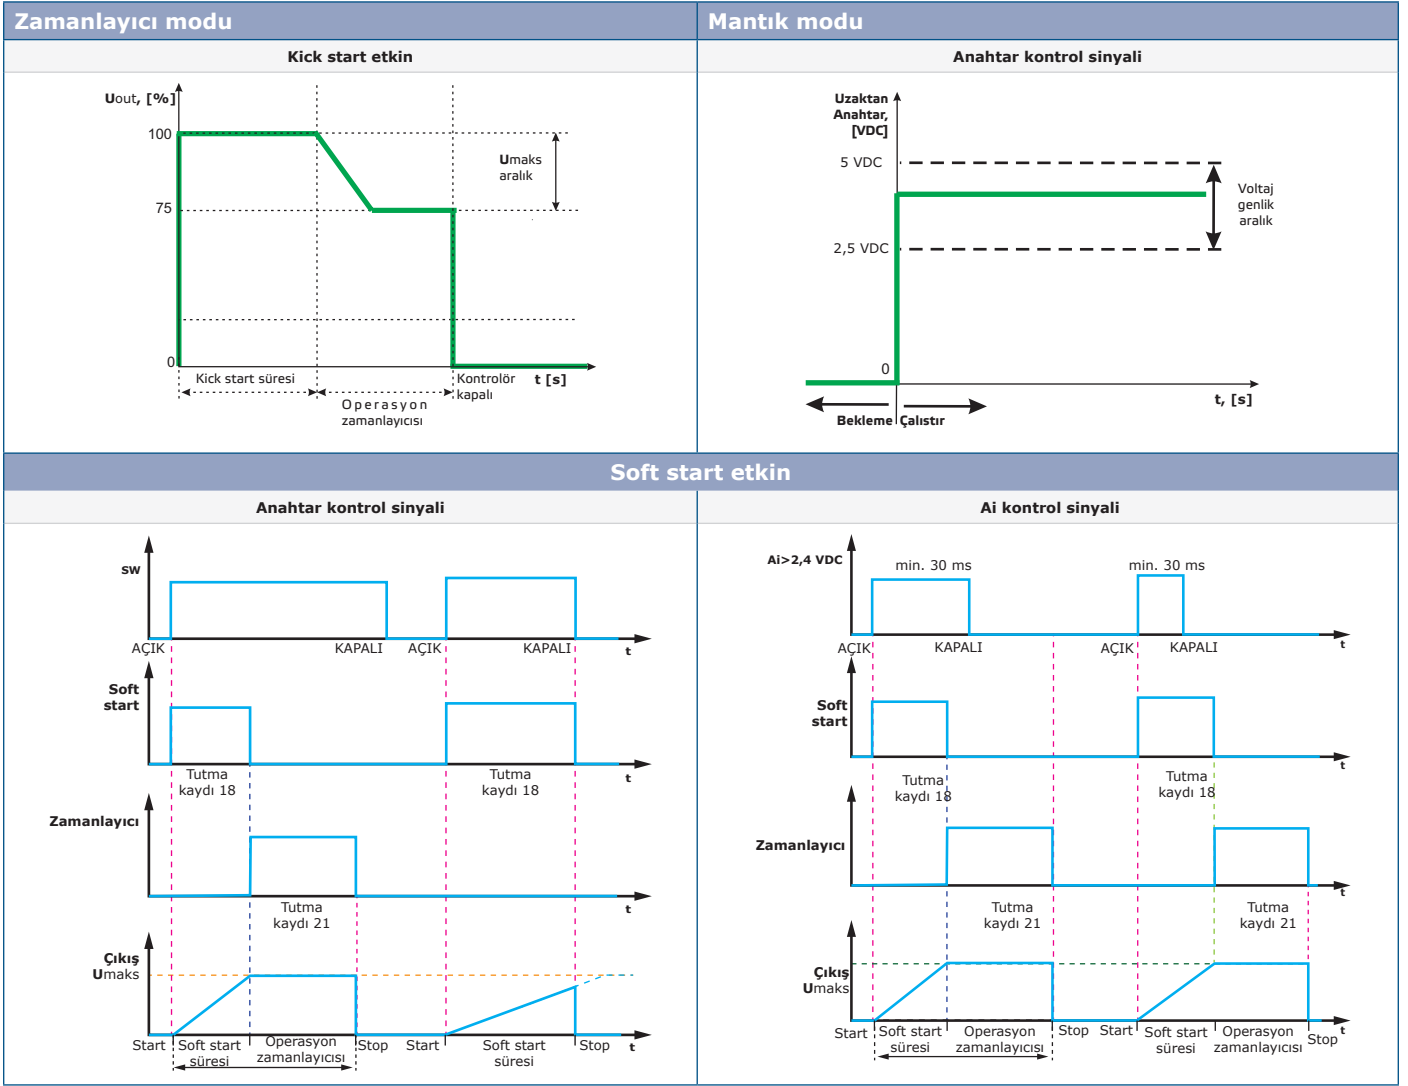 Zamanlayıcı modu
Mantık modu
Kick start etkin
Anahtar kontrol sinyali
Uout, [%]
100
75
0
Umaks
aralık
Kick start süresi
Operasyon
zamanlayıcısı
Kontrolör
kapalı
t [s]
Uzaktan
Anahtar,
[VDC]
5 VDC
2,5 VDC
0
Voltaj
genlik
aralık
t, [s]
Bekleme Çalıstır
Soft start etkin
Anahtar kontrol sinyali
Ai kontrol sinyali
sw
AÇIK
KAPALI
AÇIK
KAPALI
t
Soft
start
t
Tutma
kaydı 18
Tutma
kaydı 18
Zamanlayıcı
t
Tutma
kaydı 21
Çıkış
Umaks
Start
Soft start
süresi
Operasyon
zamanlayıcısı
Stop
Start
Soft start
süresi
Stop
t
Ai>2,4 VDC
min. 30 ms
min. 30 ms
AÇIK
KAPALI
AÇIK
KAPALI
t
Soft
start
t
Tutma
kaydı 18
Tutma
kaydı 18
Zamanlayıcı
t
Tutma
kaydı 21
Tutma
kaydı 21
Çıkış
Umaks
Start
Soft start
süresi
Operasyon
zamanlayıcısı
Stop
Start
Soft start
süresi
Operasyon
zamanlayıcısı
Stop
t